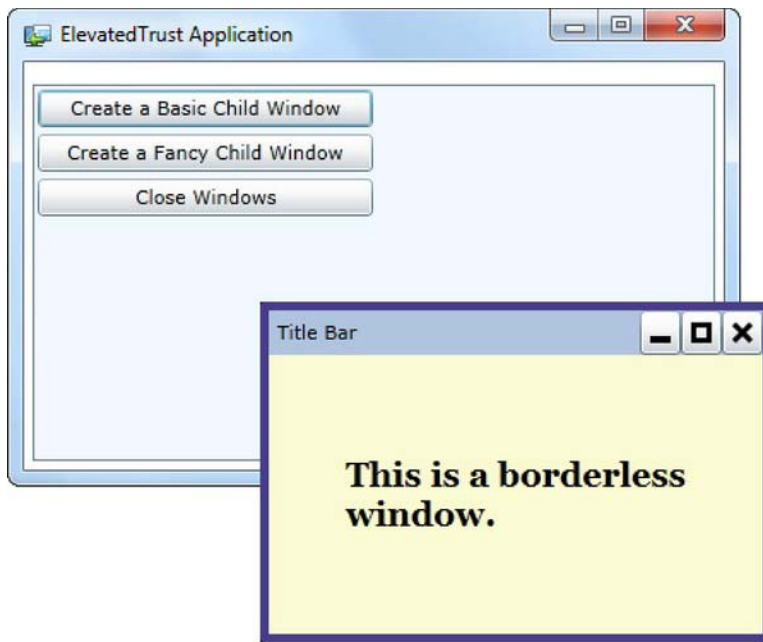 ElevatedTrust Application
Create a Basic Child Window
Create a Fancy Child Window
Close Windows
Title Bar
This is a borderless
window.